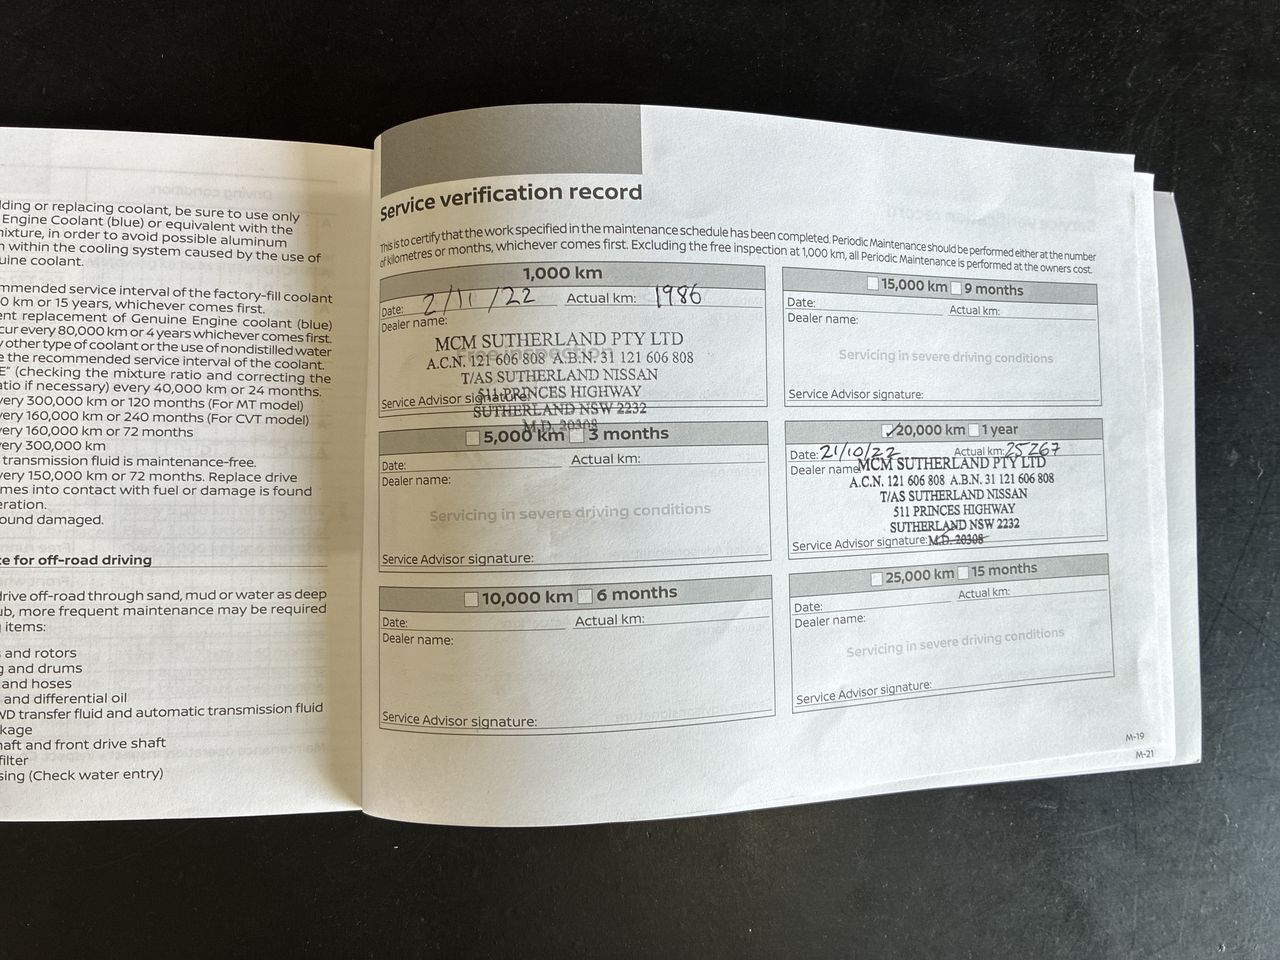 lding or replacing coolant, be sure to use only
Engine Coolant (blue) or equivalent with the
nixture, in order to avoid possible aluminum
n within the cooling system caused by the use of
uine coolant.
mmended service interval of the factory-fill coolant
0 km or 15 years, whichever comes first.
ent replacement of Genuine Engine coolant (blue)
cur every 80,000 km or 4 years whichever comes first.
y other type of coolant or the use of nondistilled water
e the recommended service interval of the coolant.
E" (checking the mixture ratio and correcting the
atio if necessary) every 40,000 km or 24 months.
very 300,000 km or 120 months (For MT model)
very 160,000 km or 240 months (For CVT model)
very 160,000 km or 72 months
very 300,000 km
transmission fluid is maintenance-free.
very 150,000 km or 72 months. Replace drive
mes into contact with fuel or damage is found
eration.
ound damaged.
ce for off-road driving
drive off-road through sand, mud or water as deep
ub, more frequent maintenance may be required
items:
and rotors
g and drums
and hoses
and differential oil
WD transfer fluid and automatic transmission fluid
kage
haft and front drive shaft
filter
sing (Check water entry)
Service verification record
This is to certify that the work specified in the maintenance schedule has been completed. Periodic Maintenance should be performed either at the number
of kilometres or months, whichever comes first. Excluding the free inspection at 1,000 km, all Periodic Maintenance is performed at the owners cost.
1,000 km
Date: 2/11/22 Actual km: 1986
Dealer name:
MCM SUTHERLAND PTY LTD
A.C.N. 121 606 808 A.B.N. 31 121 606 808
T/AS SUTHERLAND NISSAN
511 PRINCES HIGHWAY
Service Advisor signature:
SUTHERLAND NSW 2232
M.D. 20308
5,000 km 3 months
Date: Actual km:
Dealer name:
Servicing in severe driving conditions
Service Advisor signature:
10,000 km 6 months
Date: Actual km:
Dealer name:
Service Advisor signature:
15,000 km 9 months
Date: Actual km:
Dealer name:
Servicing in severe driving conditions
Service Advisor signature:
20,000 km 1 year
Date: 21/10/22 Actual km: 25267
Dealer name:
MCM SUTHERLAND PTY LTD
A.C.N. 121 606 808 A.B.N. 31 121 606 808
T/AS SUTHERLAND NISSAN
511 PRINCES HIGHWAY
SUTHERLAND NSW 2232
Service Advisor signature: M.D. 20308
25,000 km 15 months
Date: Actual km:
Dealer name:
Servicing in severe driving conditions
Service Advisor signature:
M-19
M-21